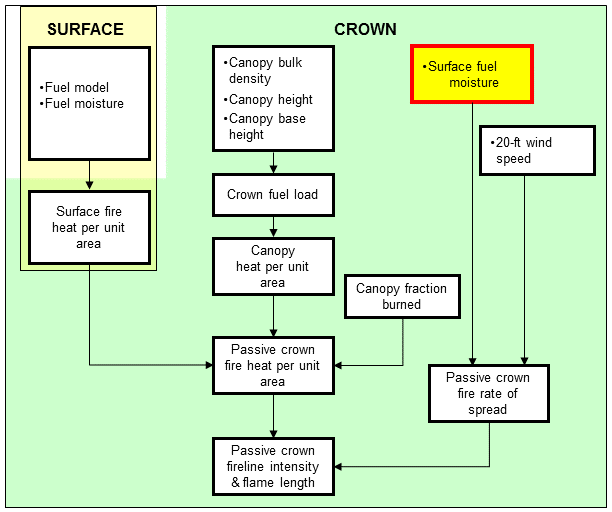 SURFACE
CROWN
•Fuel model
•Fuel moisture
•Canopy bulk
density
•Canopy height
•Canopy base
height
•Surface fuel
moisture
•20-ft wind
speed
Surface fire
heat per unit
area
Crown fuel load
Canopy
heat per unit
area
Canopy fraction
burned
Passive crown
fire heat per unit
area
Passive crown
fire rate of
spread
Passive crown
fireline intensity
& flame length